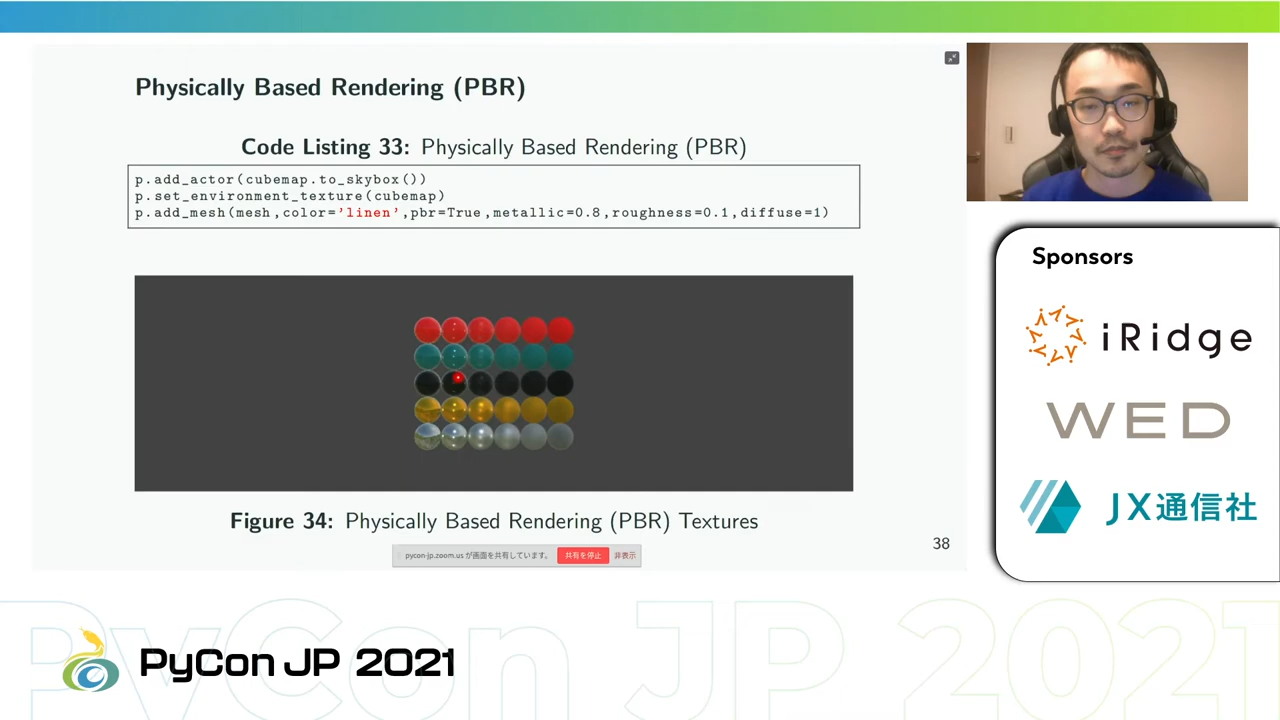 Physically Based Rendering (PBR)
Code Listing 33: Physically Based Rendering (PBR)
p.add_actor(cubemap.to_skybox())
p.set_environment_texture(cubemap)
p.add_mesh(mesh,color='linen',pbr=True,metallic=0.8,roughness=0.1,diffuse=1)
Figure 34: Physically Based Rendering (PBR) Textures
pycon-jp.zoom.us が画面を共有しています。 共有を停止 非表示
38
Sponsors
iRidge
WED
JX通信社
PyCon JP 2021
PyCon JP 2021